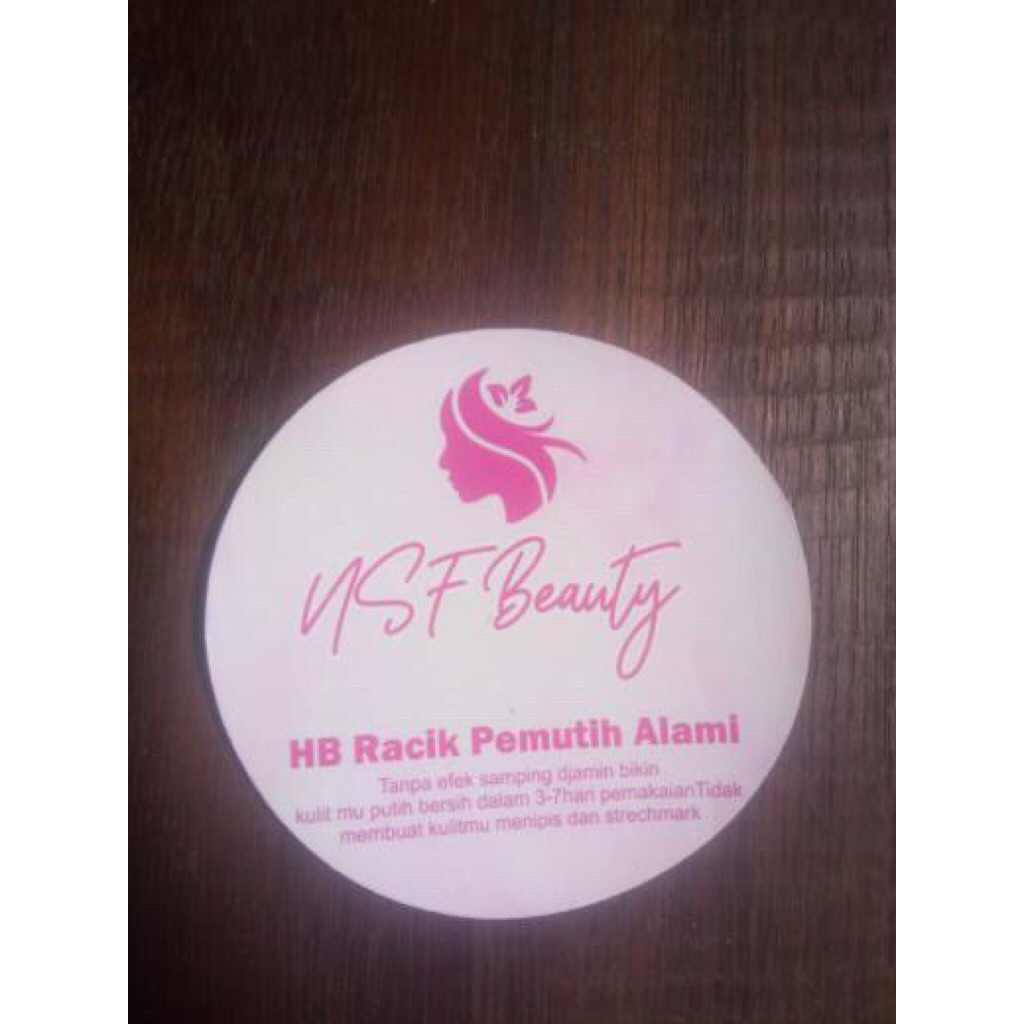 NSF Beauty
HB Racik Pemutih Alami
Tanpa efek samping djamin bikin
kulit mu putih bersih dalam 3-7han pemakaianTidak
membuat kulitmu menipis dan strechmark